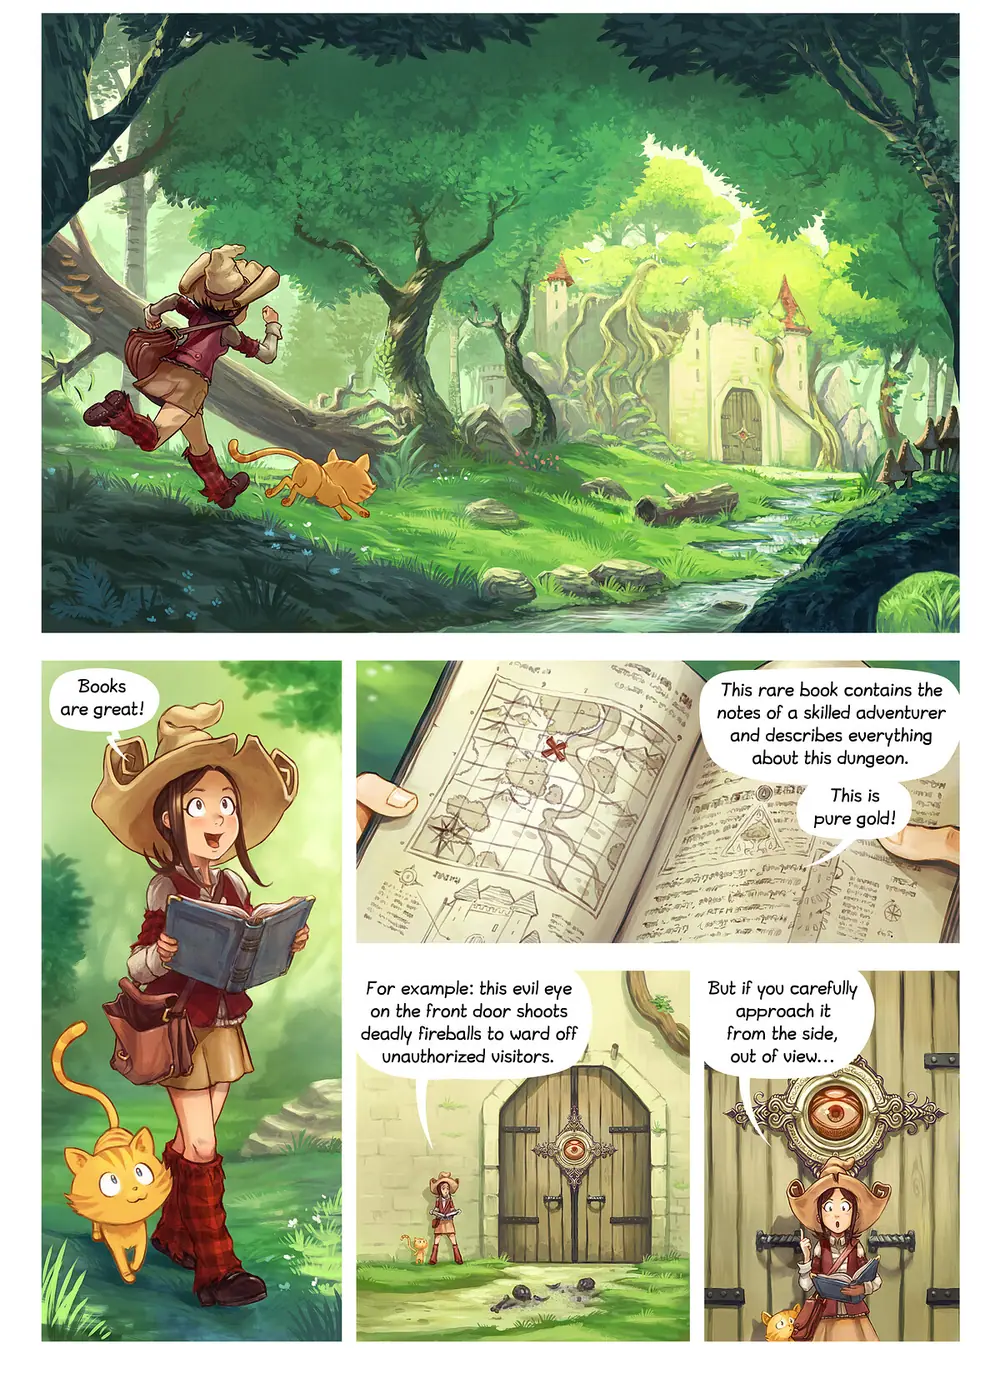 Books
are great!
This rare book contains the
notes of a skilled adventurer
and describes everything
about this dungeon.
This is
pure gold!
For example: this evil eye
on the front door shoots
deadly fireballs to ward off
unauthorized visitors.
But if you carefully
approach it
from the side,
out of view...